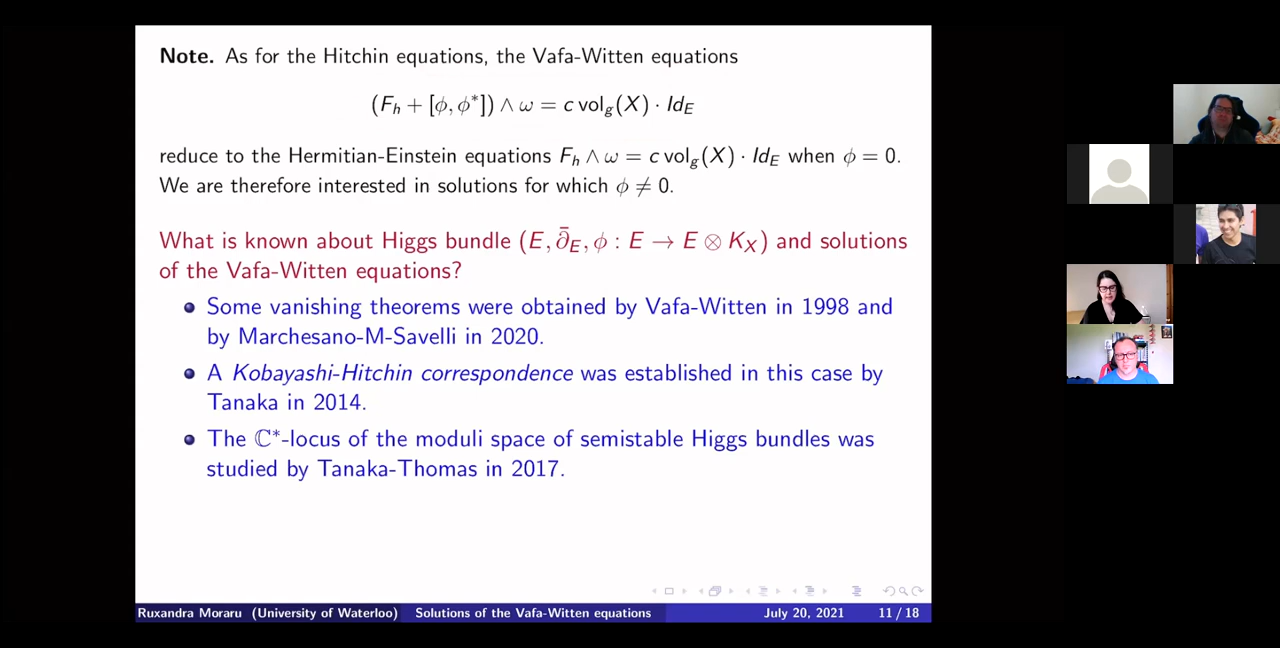 Note. As for the Hitchin equations, the Vafa-Witten equations
(F_h + [ϕ, ϕ*]) ∧ ω = c vol_g(X) · Id_E
reduce to the Hermitian-Einstein equations F_h ∧ ω = c vol_g(X) · Id_E when ϕ = 0.
We are therefore interested in solutions for which ϕ ≠ 0.
What is known about Higgs bundle (E, ∂̄_E, ϕ : E → E ⊗ K_X) and solutions
of the Vafa-Witten equations?
Some vanishing theorems were obtained by Vafa-Witten in 1998 and
by Marchesano-M-Savelli in 2020.
A Kobayashi-Hitchin correspondence was established in this case by
Tanaka in 2014.
The ℂ*-locus of the moduli space of semistable Higgs bundles was
studied by Tanaka-Thomas in 2017.
Ruxandra Moraru (University of Waterloo) Solutions of the Vafa-Witten equations July 20, 2021 11 / 18